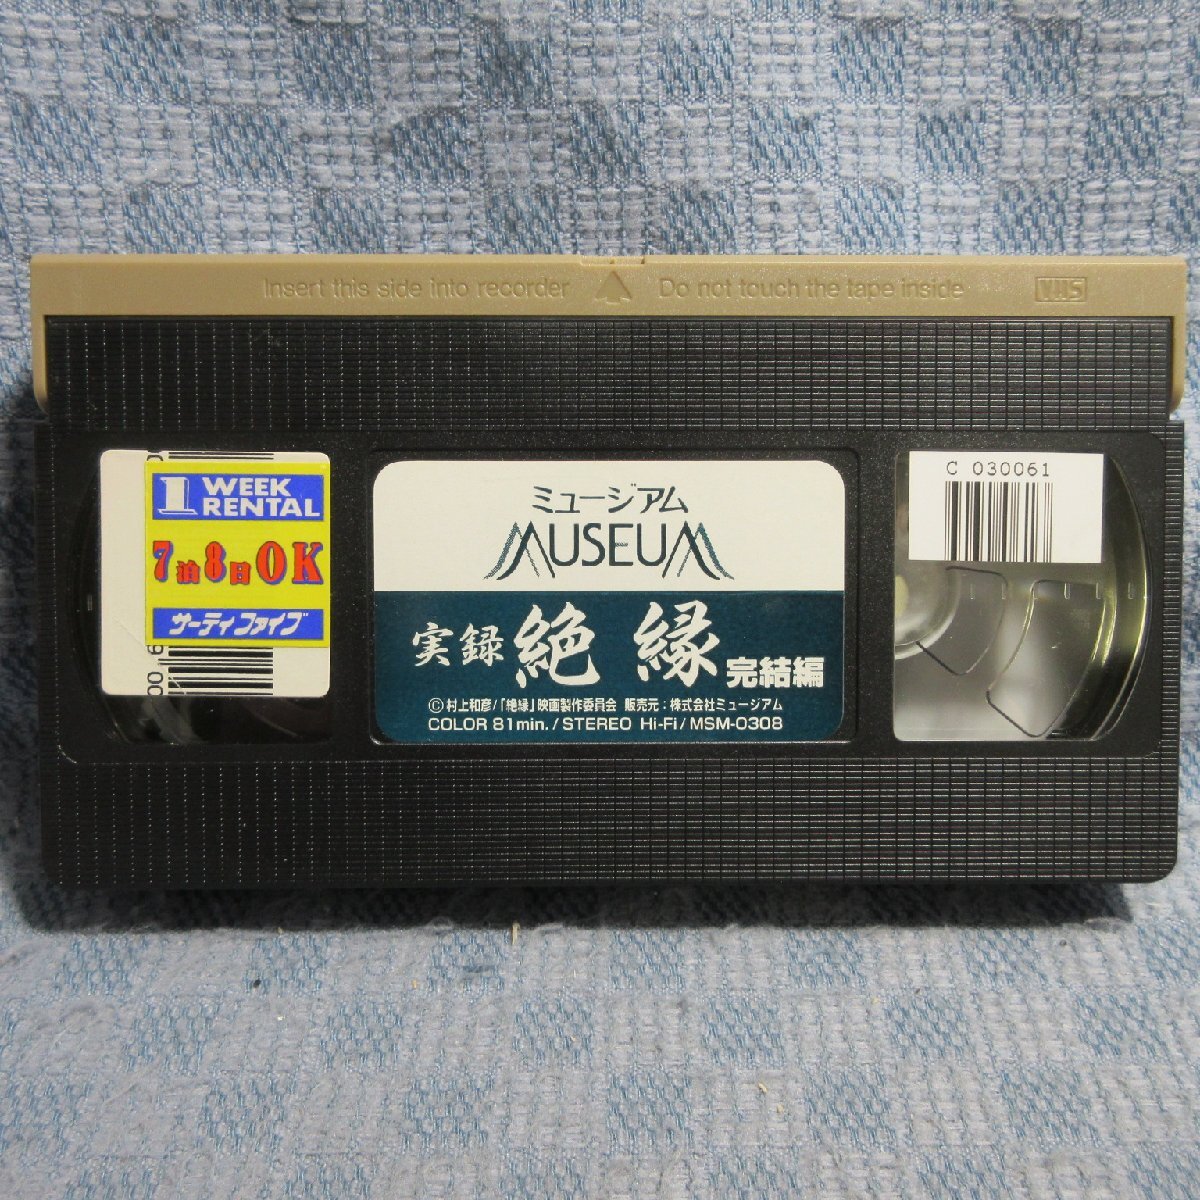 Insert this side into recorder
Do not touch the tape inside
VHS
1 WEEK RENTAL
7泊8日OK
サーティファイブ
ミュージアム
MUSEUM
実録 絶縁 完結編
©村上和彦/「絶縁」映画製作委員会 販売元：株式会社ミュージアム
COLOR 81min./STEREO Hi-Fi/MSM-0308
C 030061